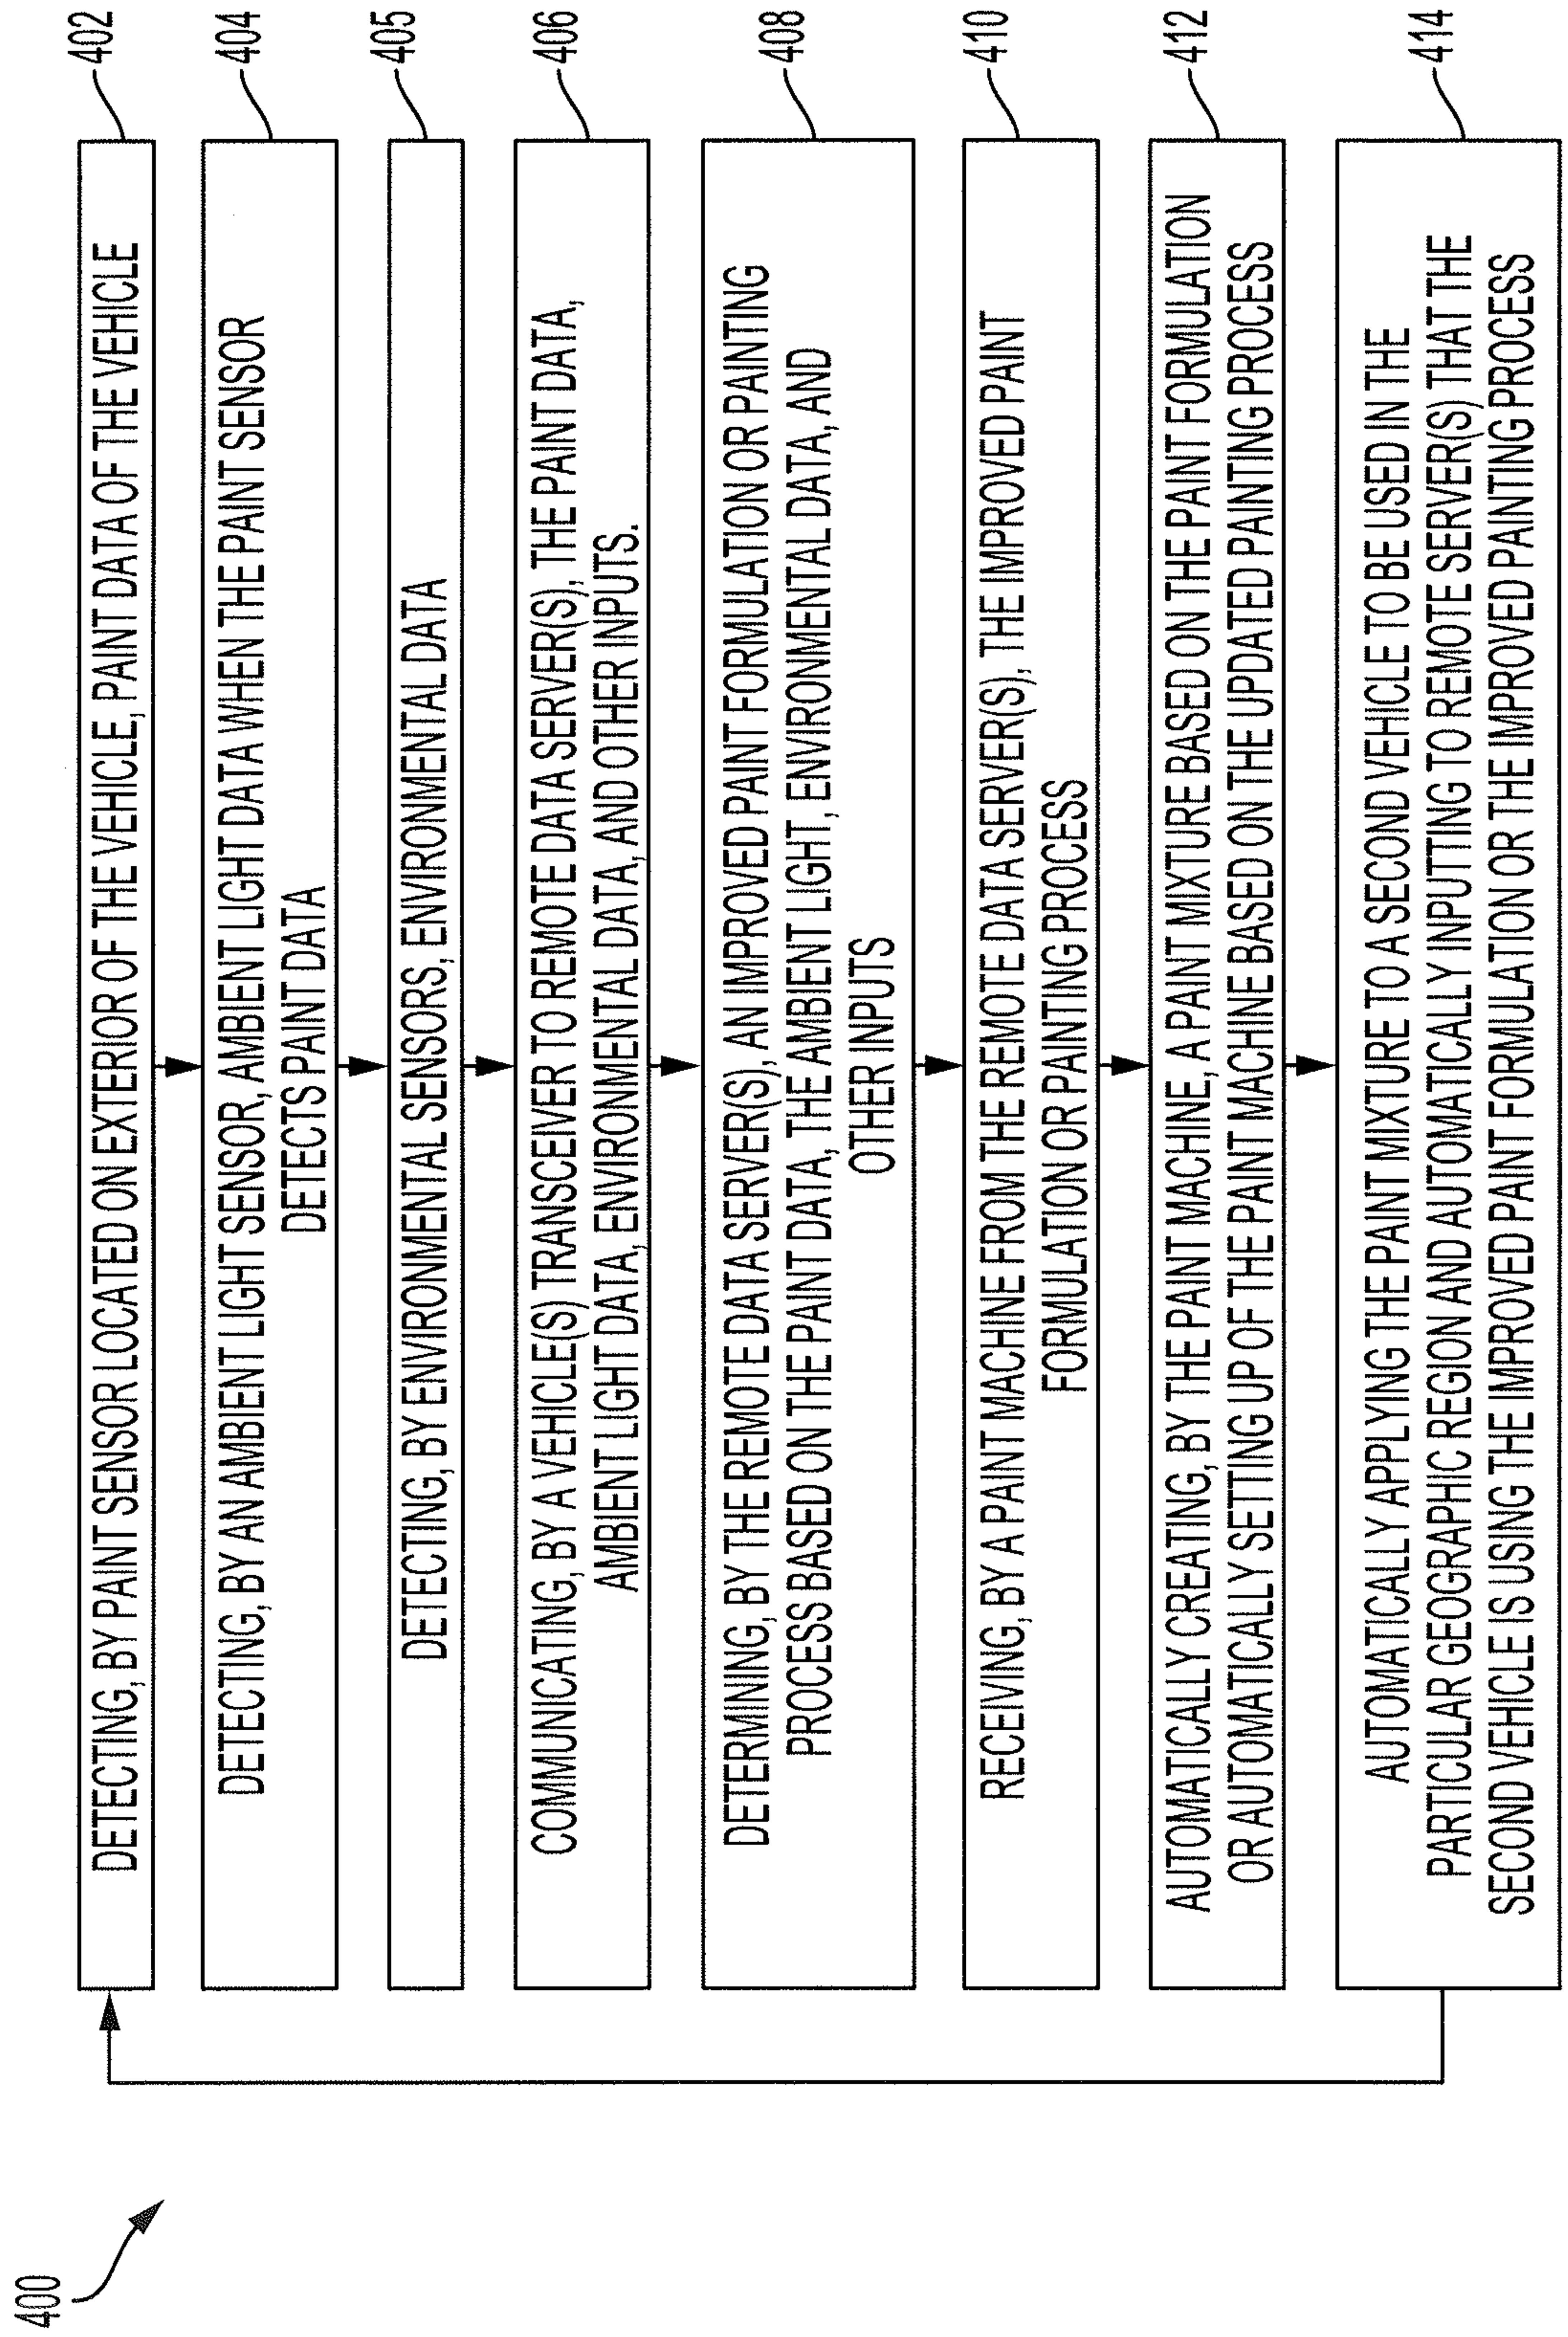 400
DETECTING, BY PAINT SENSOR LOCATED ON EXTERIOR OF THE VEHICLE, PAINT DATA OF THE VEHICLE
402
DETECTING, BY AN AMBIENT LIGHT SENSOR, AMBIENT LIGHT DATA WHEN THE PAINT SENSOR
DETECTS PAINT DATA
404
DETECTING, BY ENVIRONMENTAL SENSORS, ENVIRONMENTAL DATA
405
COMMUNICATING, BY A VEHICLE(S) TRANSCEIVER TO REMOTE DATA SERVER(S), THE PAINT DATA,
AMBIENT LIGHT DATA, ENVIRONMENTAL DATA, AND OTHER INPUTS.
406
DETERMINING, BY THE REMOTE DATA SERVER(S), AN IMPROVED PAINT FORMULATION OR PAINTING
PROCESS BASED ON THE PAINT DATA, THE AMBIENT LIGHT, ENVIRONMENTAL DATA, AND
OTHER INPUTS
408
RECEIVING, BY A PAINT MACHINE FROM THE REMOTE DATA SERVER(S), THE IMPROVED PAINT
FORMULATION OR PAINTING PROCESS
410
AUTOMATICALLY CREATING, BY THE PAINT MACHINE, A PAINT MIXTURE BASED ON THE PAINT FORMULATION
OR AUTOMATICALLY SETTING UP OF THE PAINT MACHINE BASED ON THE UPDATED PAINTING PROCESS
412
AUTOMATICALLY APPLYING THE PAINT MIXTURE TO A SECOND VEHICLE TO BE USED IN THE
PARTICULAR GEOGRAPHIC REGION AND AUTOMATICALLY INPUTTING TO REMOTE SERVER(S) THAT THE
SECOND VEHICLE IS USING THE IMPROVED PAINT FORMULATION OR THE IMPROVED PAINTING PROCESS
414